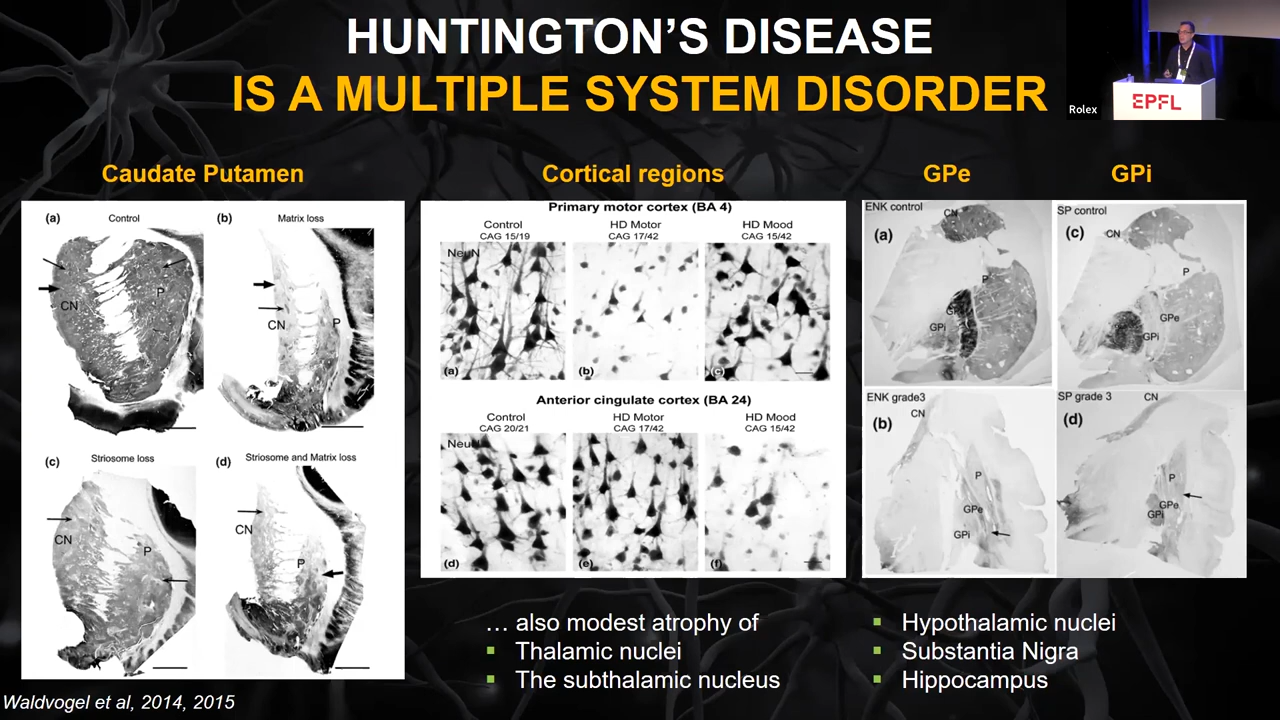 HUNTINGTON'S DISEASE
IS A MULTIPLE SYSTEM DISORDER
EPFL
Rolex
Caudate Putamen
Cortical regions
GPe
GPi
(a)
Control
(b)
Matrix loss
CN
P
CN
P
(c)
Striosome loss
(d)
Striosome and Matrix loss
CN
P
CN
P
Primary motor cortex (BA 4)
Control
CAG 15/19
HD Motor
CAG 17/42
HD Mood
CAG 15/42
NeuN
(a)
(b)
(c)
Anterior cingulate cortex (BA 24)
Control
CAG 20/21
HD Motor
CAG 17/42
HD Mood
CAG 15/42
NeuN
(d)
(e)
(f)
ENK control
CN
(a)
P
GPi
SP control
(c)
CN
P
GPe
GPi
ENK grade3
CN
(b)
P
GPe
GPi
SP grade 3
CN
(d)
P
GPe
GPi
… also modest atrophy of
▪ Thalamic nuclei
▪ The subthalamic nucleus
▪ Hypothalamic nuclei
▪ Substantia Nigra
▪ Hippocampus
Waldvogel et al, 2014, 2015